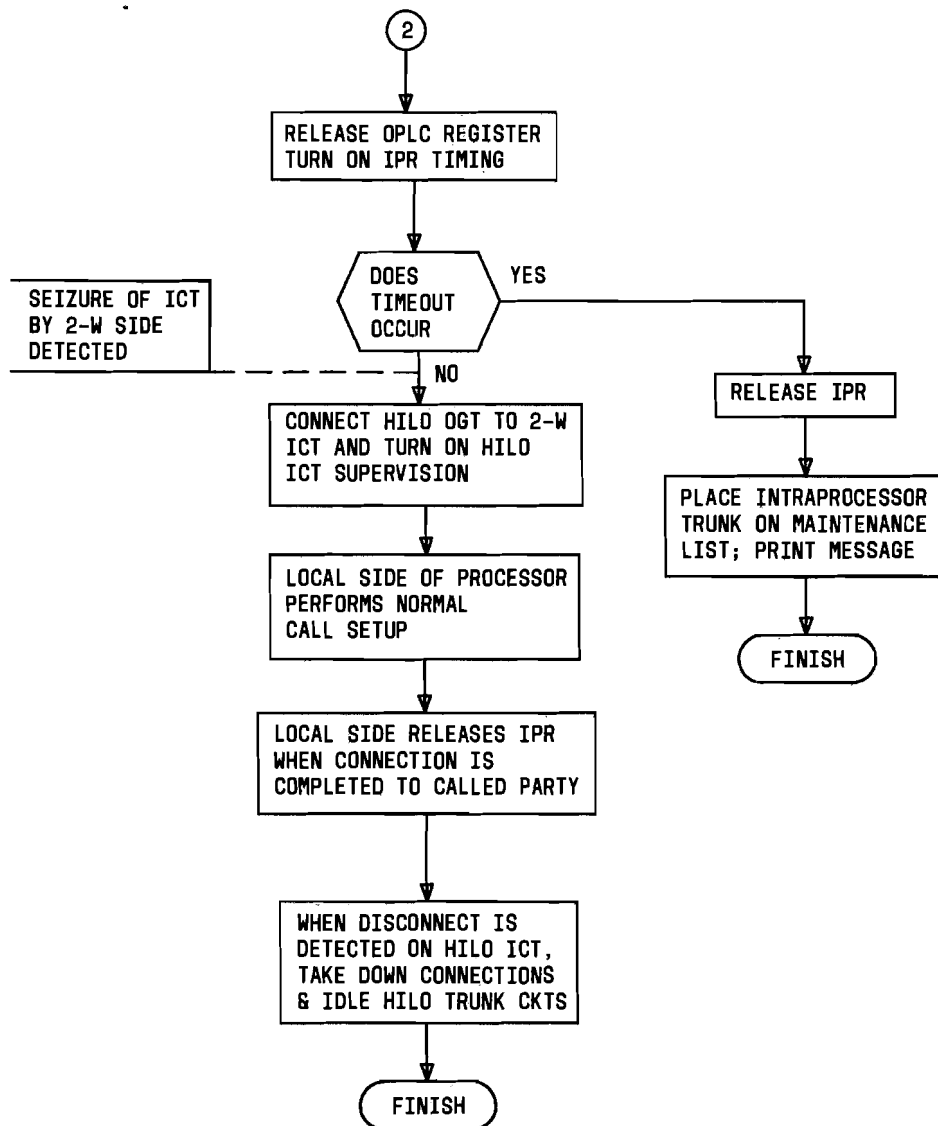 2
RELEASE OPLC REGISTER
TURN ON IPR TIMING
DOES
TIMEOUT
OCCUR
YES
SEIZURE OF ICT
BY 2-W SIDE
DETECTED
NO
RELEASE IPR
CONNECT HILO OGT TO 2-W
ICT AND TURN ON HILO
ICT SUPERVISION
PLACE INTRAPROCESSOR
TRUNK ON MAINTENANCE
LIST; PRINT MESSAGE
LOCAL SIDE OF PROCESSOR
PERFORMS NORMAL
CALL SETUP
FINISH
LOCAL SIDE RELEASES IPR
WHEN CONNECTION IS
COMPLETED TO CALLED PARTY
WHEN DISCONNECT IS
DETECTED ON HILO ICT,
TAKE DOWN CONNECTIONS
& IDLE HILO TRUNK CKTS
FINISH